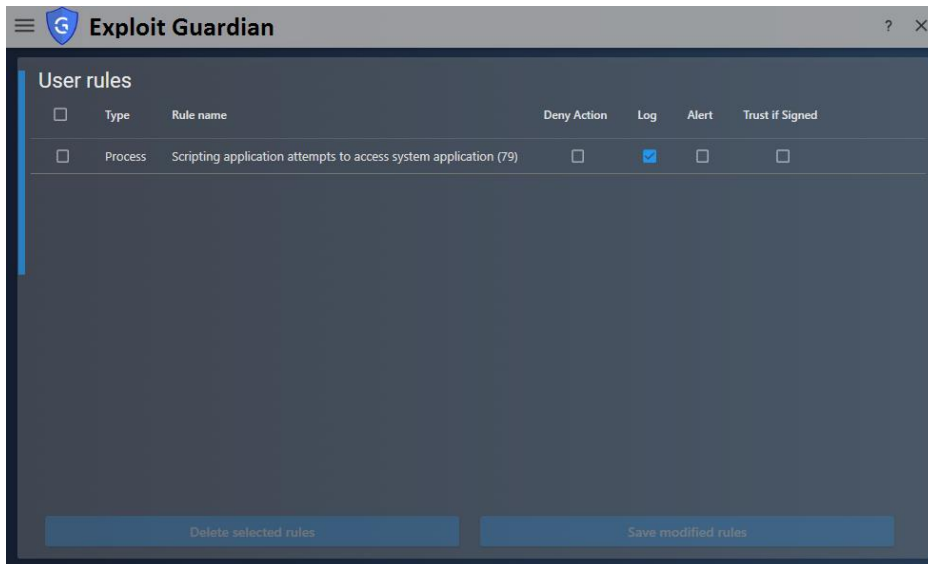 G Exploit Guardian ?
User rules
Type Rule name Deny Action Log Alert Trust if Signed
Process Scripting application attempts to access system application (79)
Delete selected rules Save modified rules